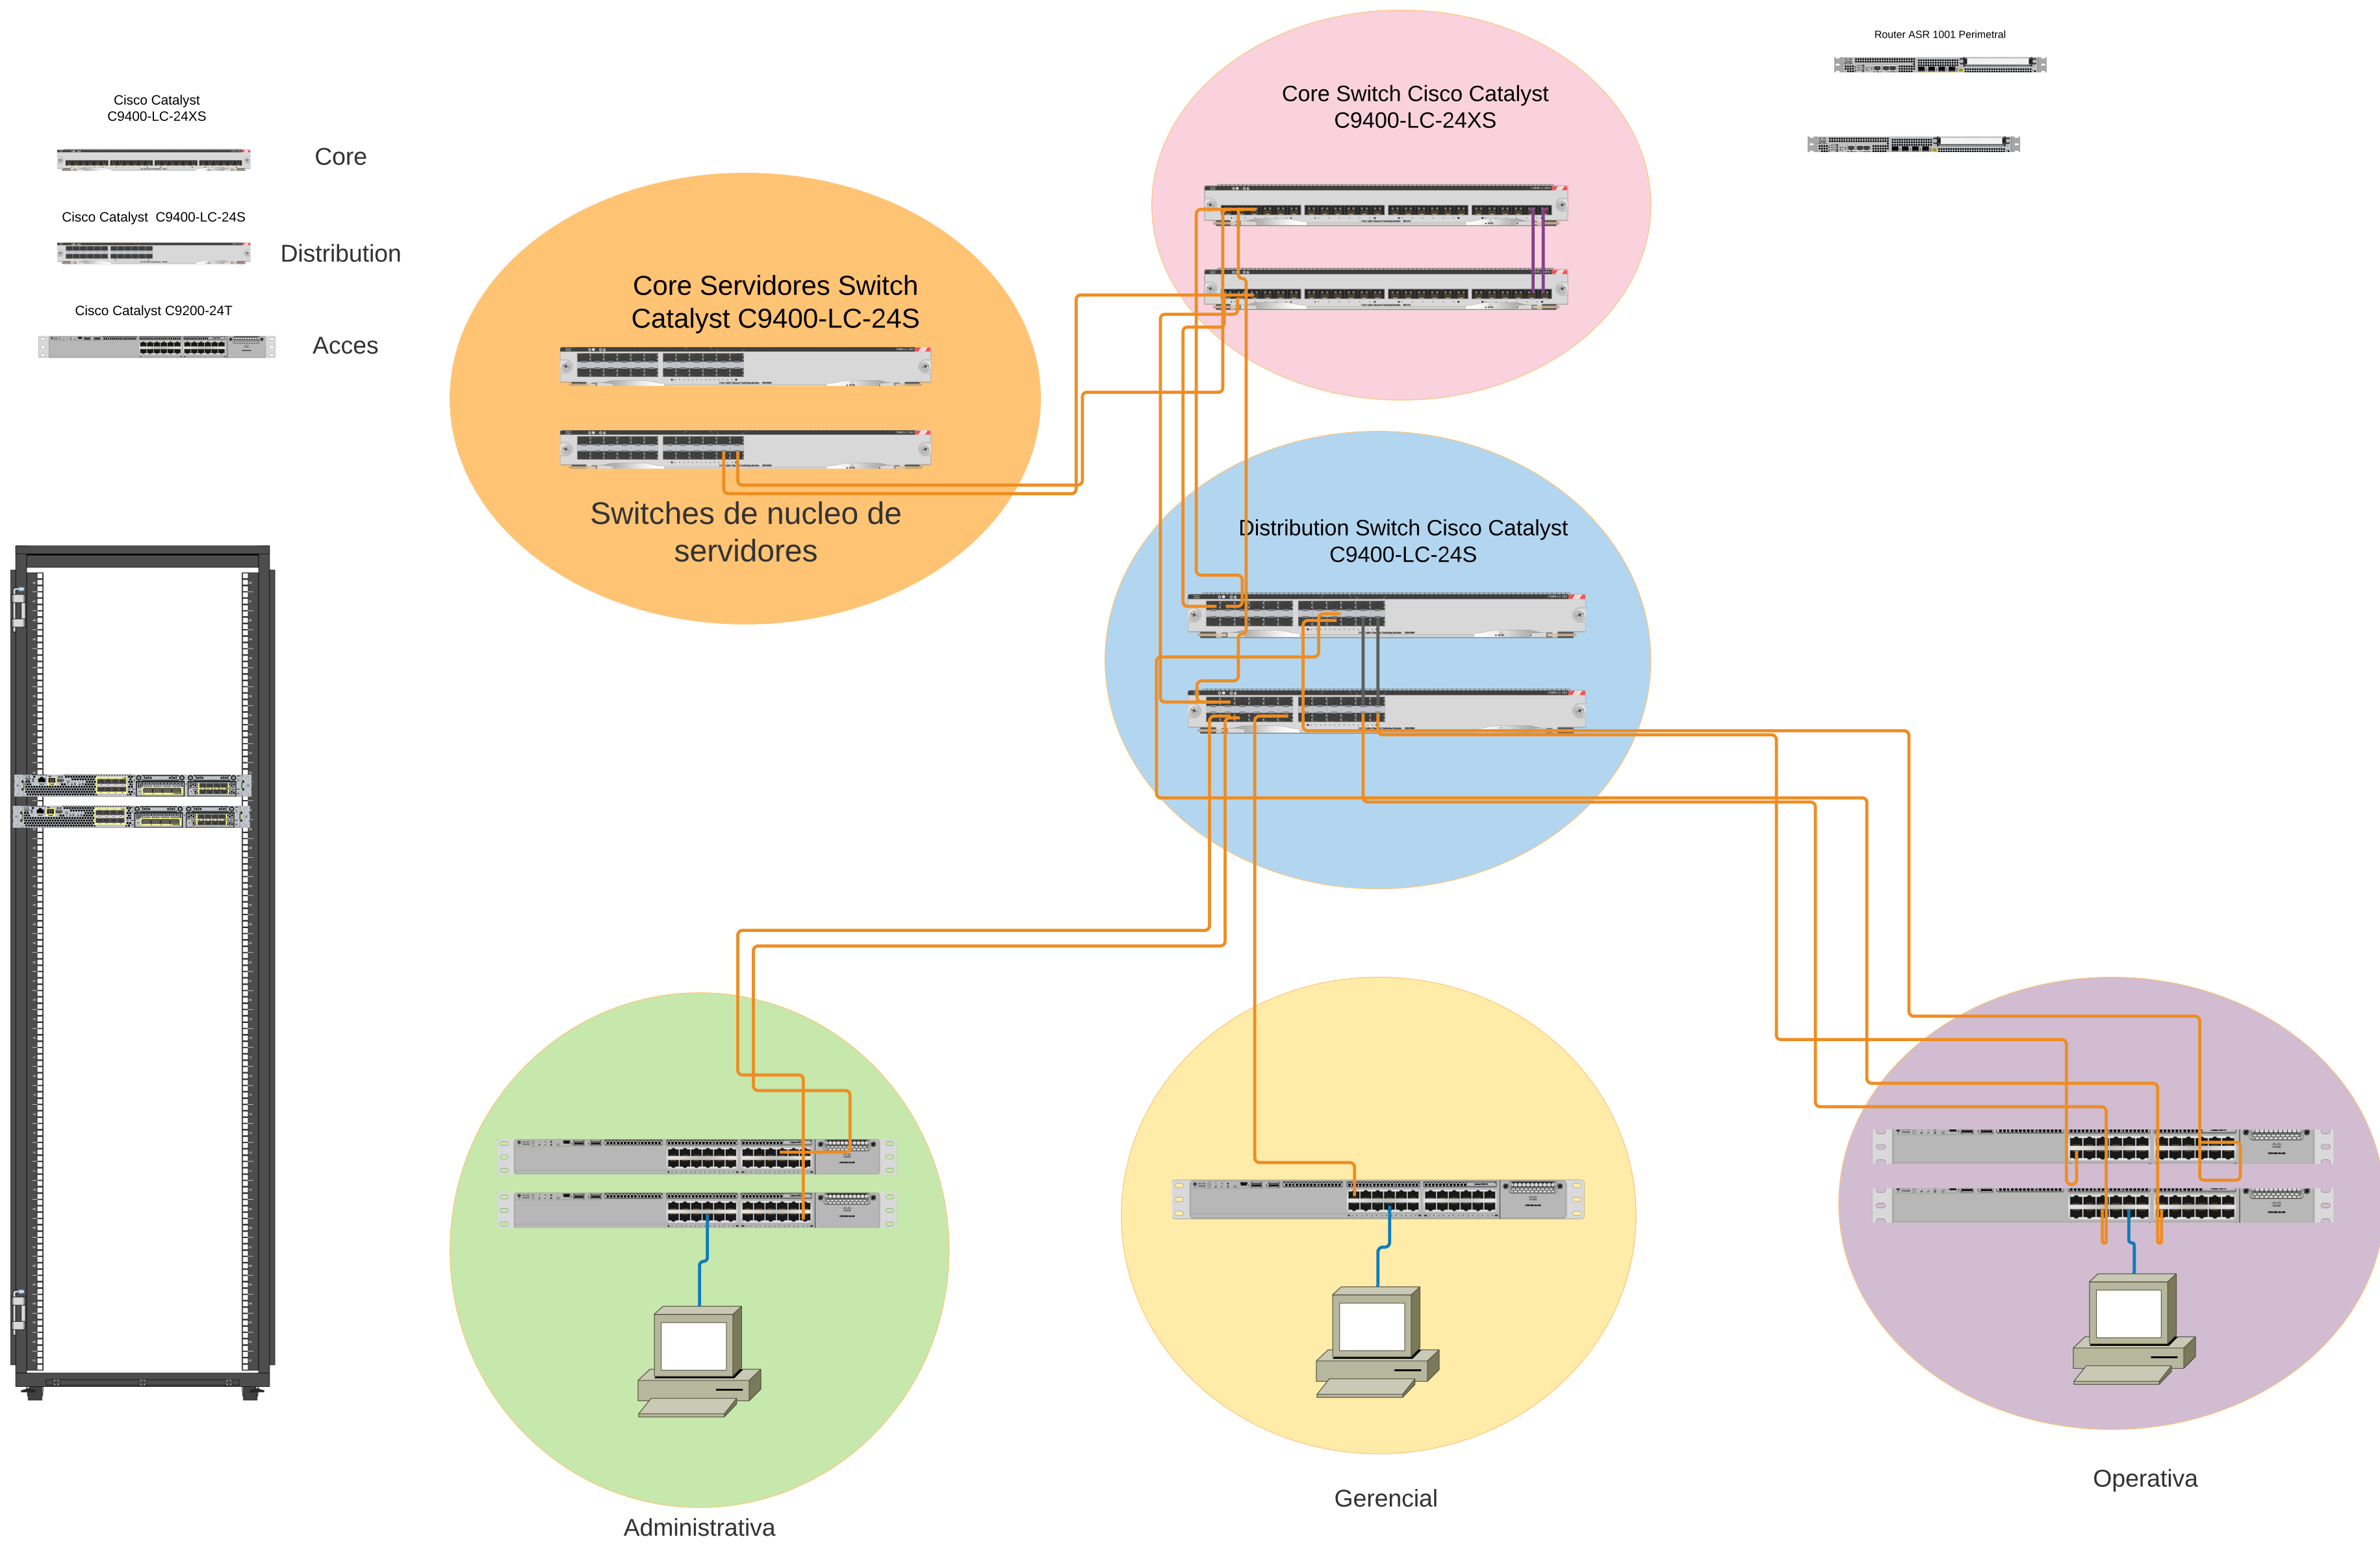 Router ASR 1001 Perimetral
Cisco Catalyst
C9400-LC-24XS
Core
Cisco Catalyst  C9400-LC-24S
Distribution
Cisco Catalyst C9200-24T
Acces
Core Switch Cisco Catalyst
C9400-LC-24XS
Core Servidores Switch
Catalyst C9400-LC-24S
Switches de nucleo de
servidores
Distribution Switch Cisco Catalyst
C9400-LC-24S
Administrativa
Gerencial
Operativa